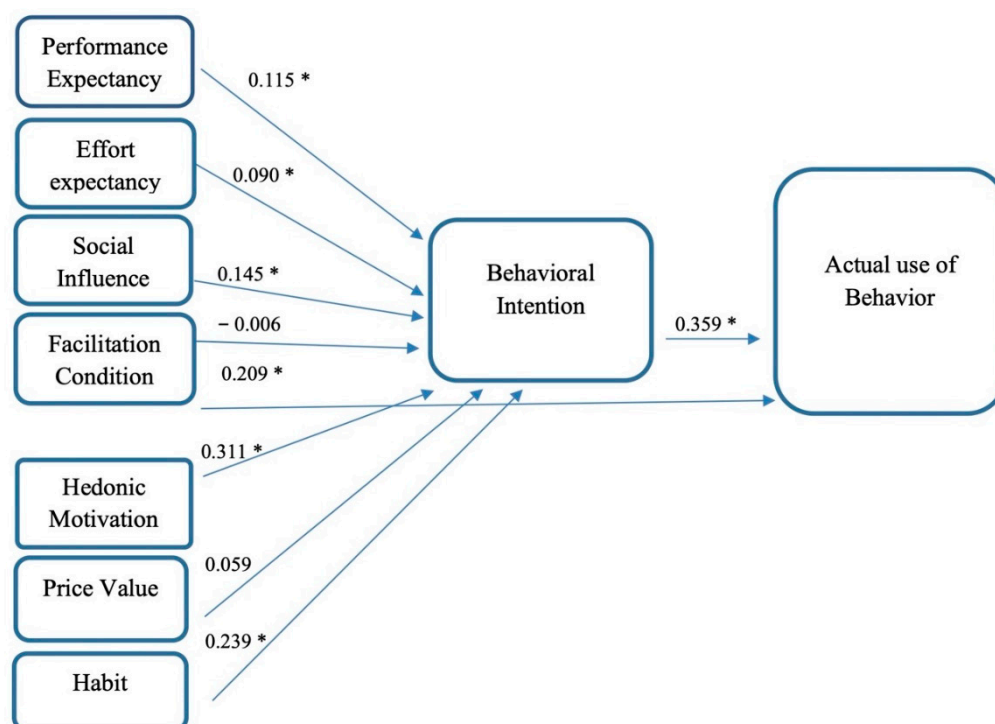 Performance
Expectancy
0.115 *
Effort
expectancy
0.090 *
Social
Influence
0.145 *
Facilitation
Condition
− 0.006
0.209 *
Hedonic
Motivation
0.311 *
Price Value
0.059
Habit
0.239 *
Behavioral
Intention
0.359 *
Actual use of
Behavior